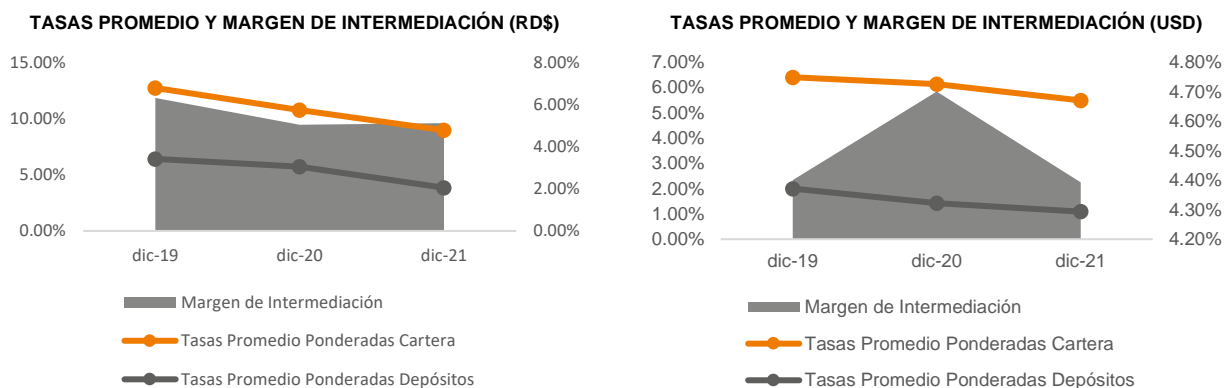 TASAS PROMEDIO Y MARGEN DE INTERMEDIACIÓN (RD$)
15.00%
10.00%
5.00%
0.00%
8.00%
6.00%
4.00%
2.00%
0.00%
dic-19
dic-20
dic-21
Margen de Intermediación
Tasas Promedio Ponderadas Cartera
Tasas Promedio Ponderadas Depósitos
TASAS PROMEDIO Y MARGEN DE INTERMEDIACIÓN (USD)
7.00%
6.00%
5.00%
4.00%
3.00%
2.00%
1.00%
0.00%
4.80%
4.70%
4.60%
4.50%
4.40%
4.30%
4.20%
dic-19
dic-20
dic-21
Margen de Intermediación
Tasas Promedio Ponderadas Cartera
Tasas Promedio Ponderadas Depósitos